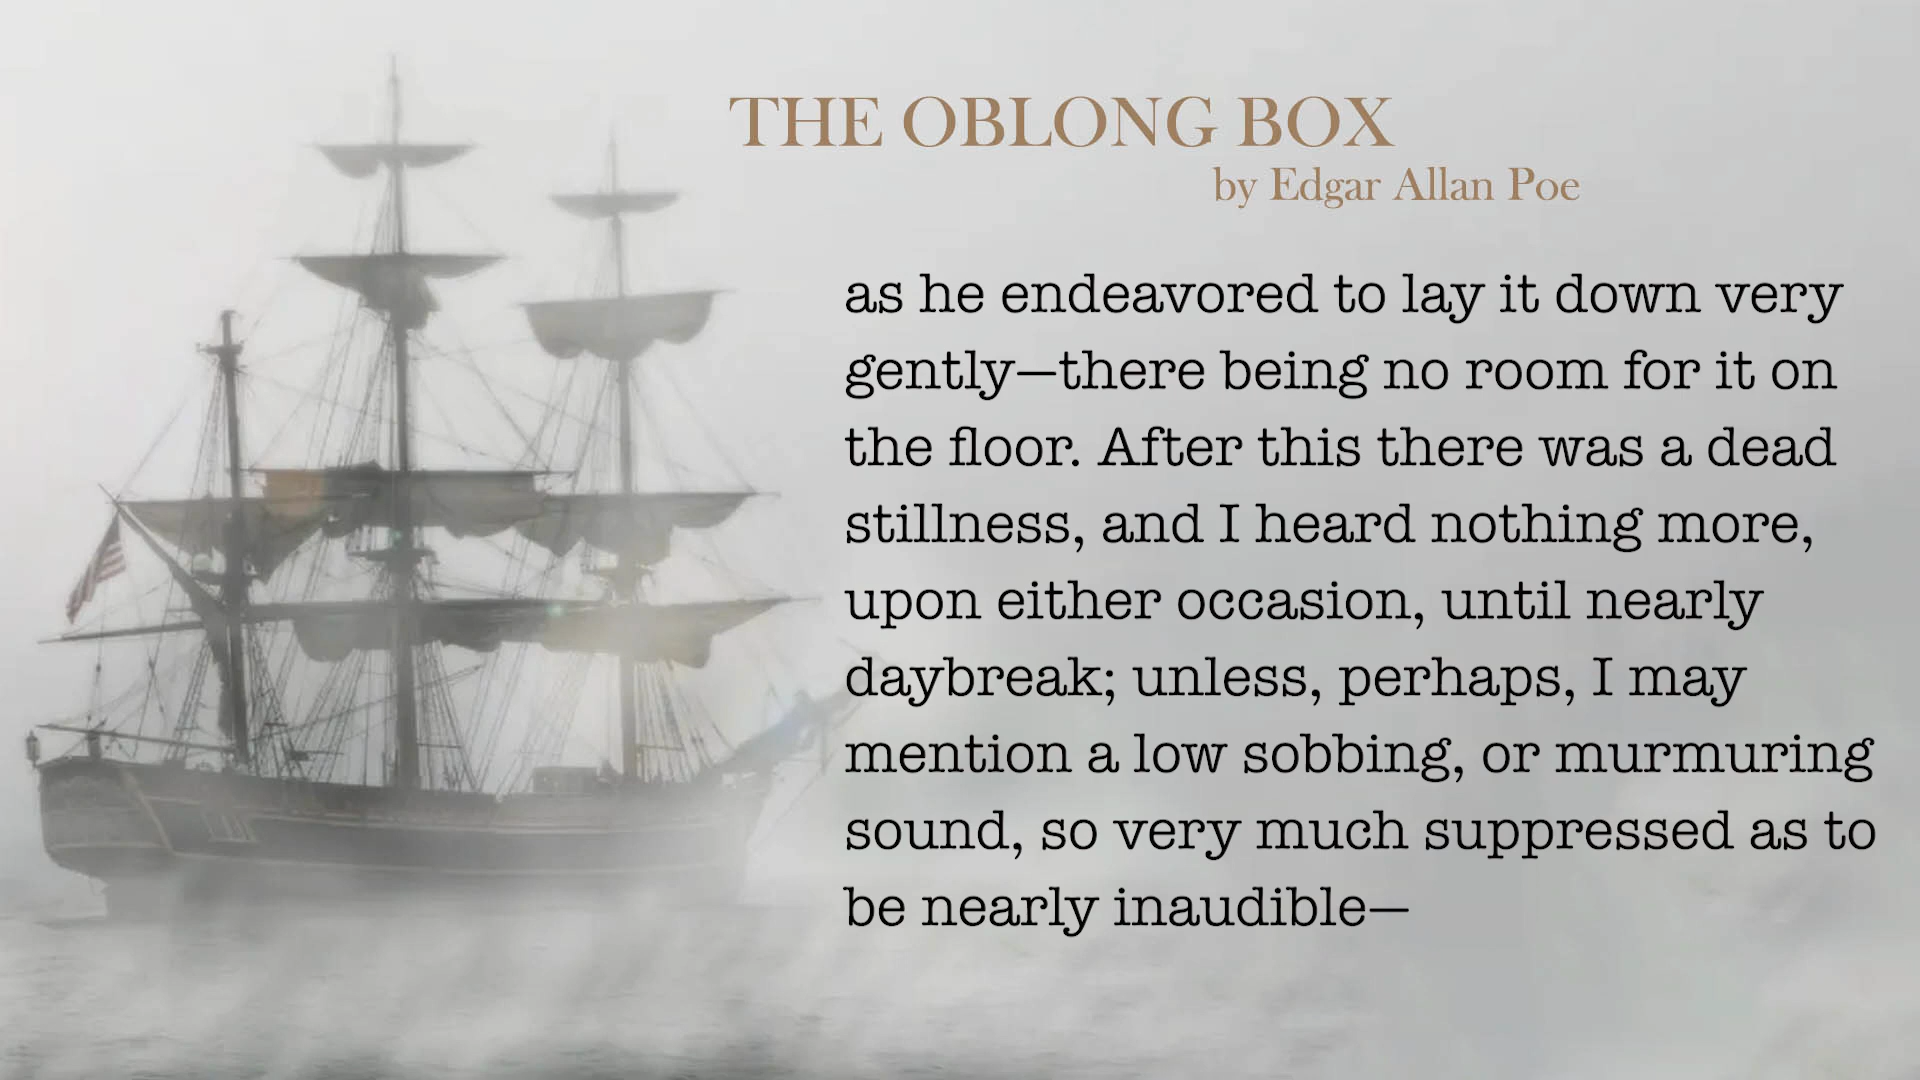 THE OBLONG BOX
by Edgar Allan Poe
as he endeavored to lay it down very
gently—there being no room for it on
the floor. After this there was a dead
stillness, and I heard nothing more,
upon either occasion, until nearly
daybreak; unless, perhaps, I may
mention a low sobbing, or murmuring
sound, so very much suppressed as to
be nearly inaudible—